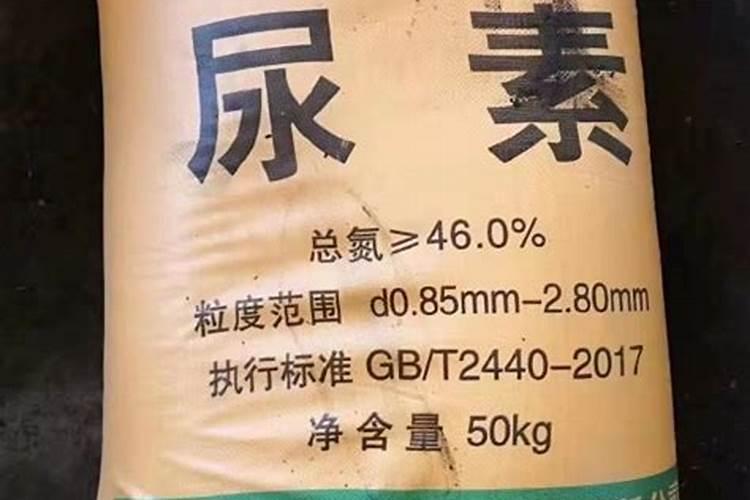 尿素
总氮≥46.0%
粒度范围 d0.85mm-2.80mm
执行标准 GB/T2440-2017
净含量 50kg